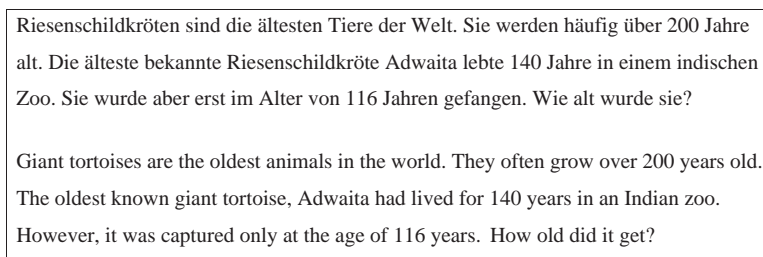 Riesenschildkröten sind die ältesten Tiere der Welt. Sie werden häufig über 200 Jahre
alt. Die älteste bekannte Riesenschildkröte Adwaita lebte 140 Jahre in einem indischen
Zoo. Sie wurde aber erst im Alter von 116 Jahren gefangen. Wie alt wurde sie?
Giant tortoises are the oldest animals in the world. They often grow over 200 years old.
The oldest known giant tortoise, Adwaita had lived for 140 years in an Indian zoo.
However, it was captured only at the age of 116 years. How old did it get?